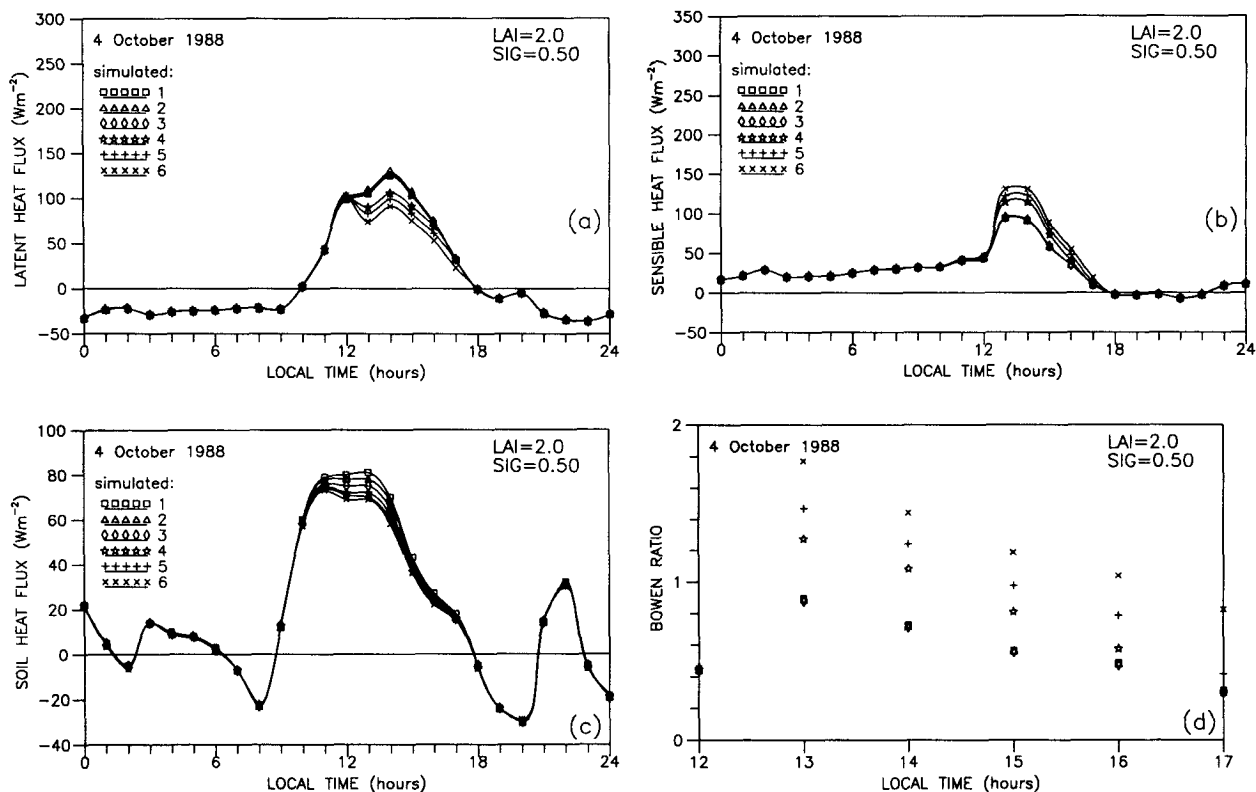 300
250
200
150
100
50
0
−50
LATENT HEAT FLUX (Wm⁻²)
4 October 1988
LAI=2.0
SIG=0.50
simulated:
1
2
3
4
5
6
(a)
0 6 12 18 24
LOCAL TIME (hours)
350
300
250
200
150
100
50
0
−50
SENSIBLE HEAT FLUX (Wm⁻²)
4 October 1988
LAI=2.0
SIG=0.50
simulated:
1
2
3
4
5
6
(b)
0 6 12 18 24
LOCAL TIME (hours)
100
80
60
40
20
0
−20
−40
SOIL HEAT FLUX (Wm⁻²)
4 October 1988
LAI=2.0
SIG=0.50
simulated:
1
2
3
4
5
6
(c)
0 6 12 18 24
LOCAL TIME (hours)
2
1
0
BOWEN RATIO
4 October 1988
LAI=2.0
SIG=0.50
(d)
12 13 14 15 16 17
LOCAL TIME (hours)